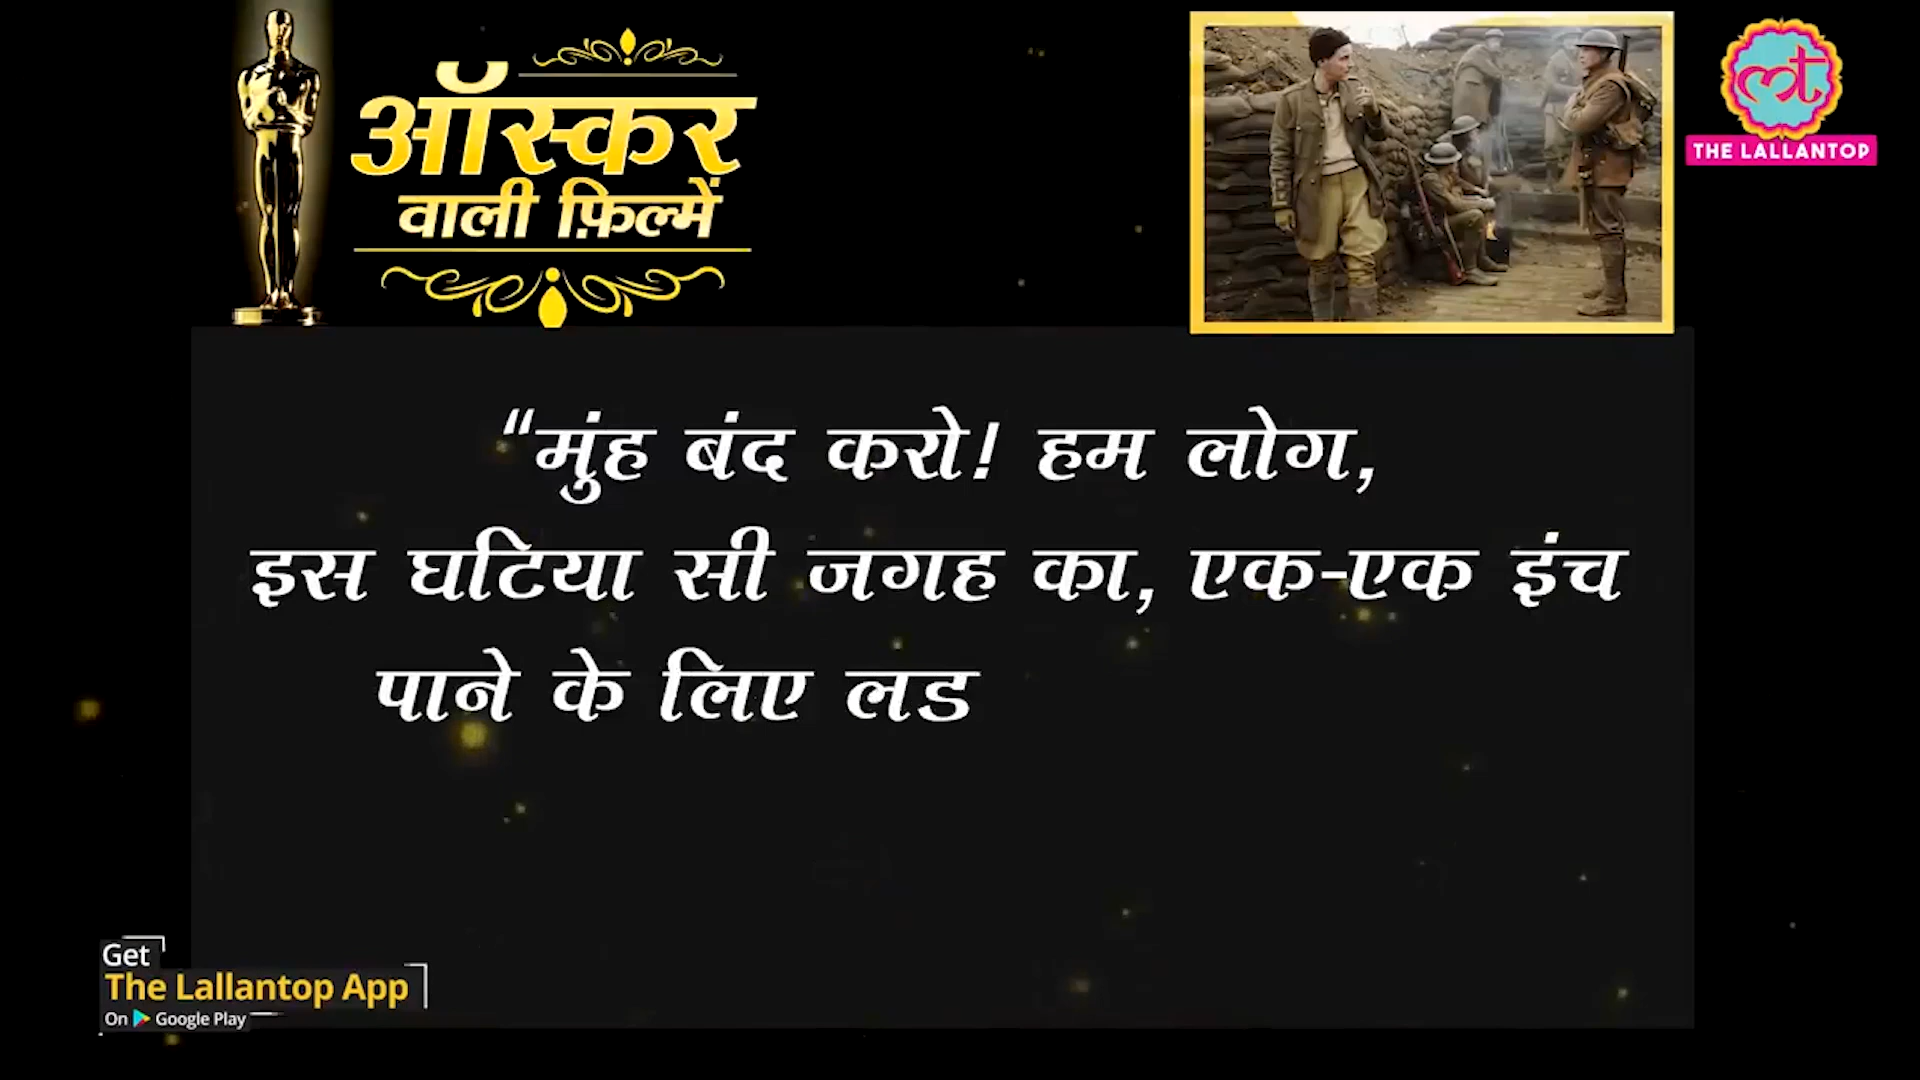 ऑस्कर
वाली फ़िल्में
THE LALLANTOP
“मुंह बंद करो! हम लोग,
इस घटिया सी जगह का, एक-एक इंच
पाने के लिए लड
Get
The Lallantop App
On Google Play